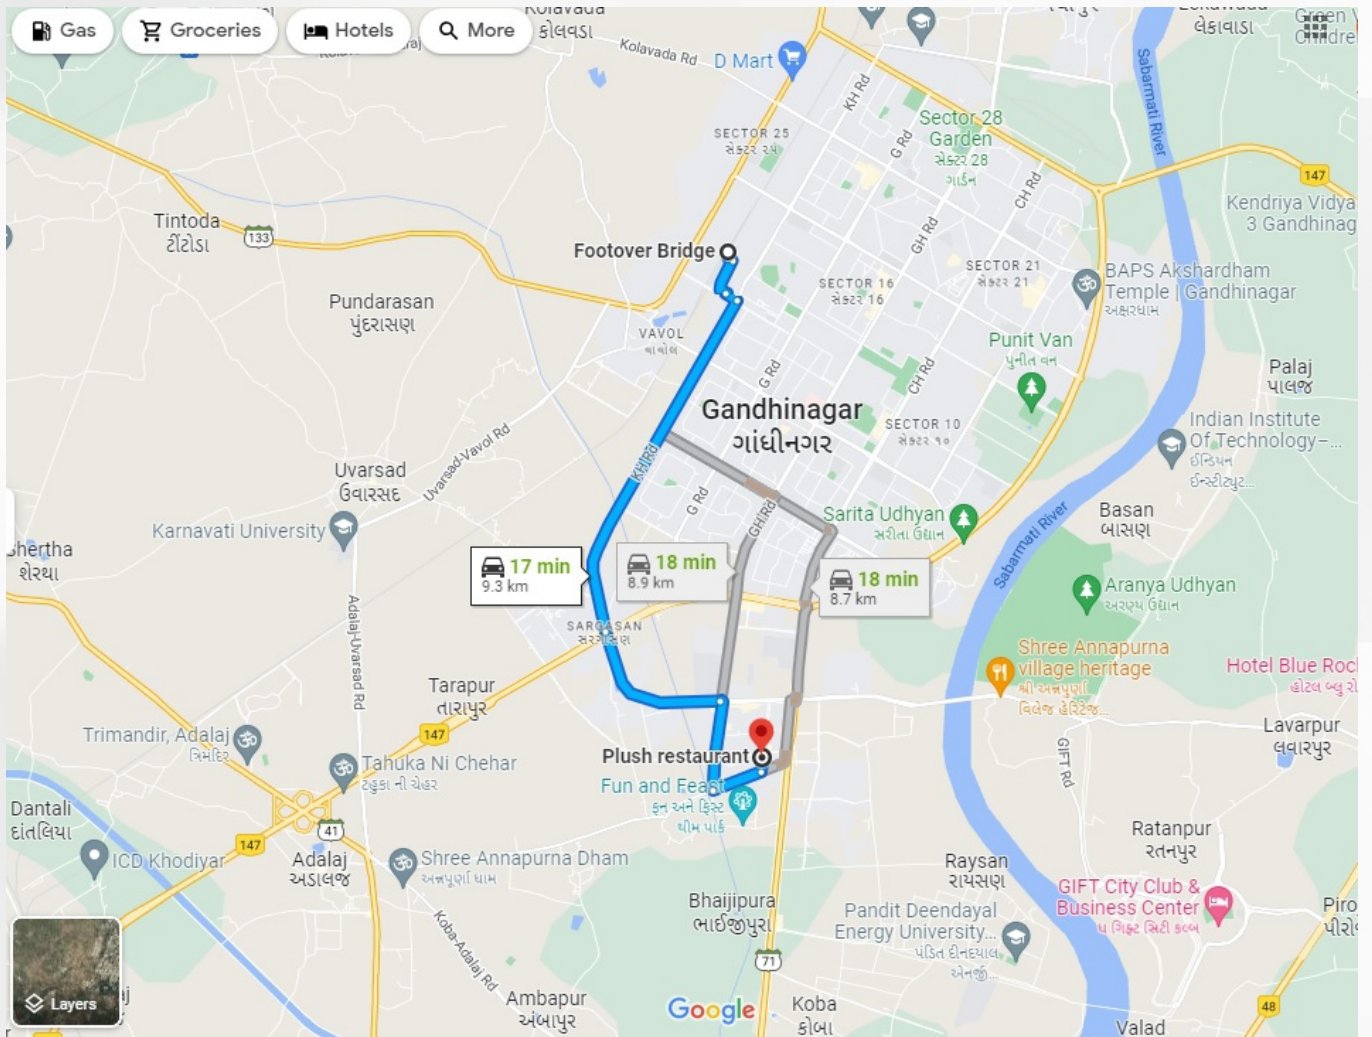 Gas
Groceries
Hotels
More
કોલવડા
Kolavada Rd
D Mart
KH Rd
લેકાવાડા
Sabarmati River
SECTOR 25
સેક્ટર ૨૫
Sector 28
Garden
સેક્ટર 28
ગાર્ડન
G Rd
CH Rd
147
Kendriya Vidya
3 Gandhinag
Tintoda
ટીંટોડા
133
Footover Bridge
GH Rd
SECTOR 21
સેક્ટર 21
SECTOR 16
સેક્ટર 16
BAPS Akshardham
Temple | Gandhinagar
અક્ષરધામ
Pundarasan
પુંદરાસણ
VAVOL
વાવોલ
Punit Van
પુનીત વન
G Rd
CH Rd
Palaj
પાલજ
Gandhinagar
ગાંધીનગર
SECTOR 10
સેક્ટર ૧૦
Indian Institute
Of Technology–...
ઈન્ડિયન
ઈન્સ્ટીટ્યુટ...
Uvarsad-Vavol Rd
KH Rd
Uvarsad
ઉવારસદ
G Rd
GH Rd
Karnavati University
Sarita Udhyan
સરીતા ઉદ્યાન
Basan
બાસણ
Sabarmati River
Shertha
શેરથા
17 min
9.3 km
18 min
8.9 km
18 min
8.7 km
Aranya Udhyan
અરણ્ય ઉદ્યાન
Adalaj-Uvarsad Rd
SARGASAN
સરગાસણ
Shree Annapurna
village heritage
શ્રી અન્નપુર્ણા
વિલેજ હેરિટેજ...
Hotel Blue Roc
હોટલ બ્લુ રો
Tarapur
તારાપુર
147
Trimandir, Adalaj
ત્રિમંદિર
Lavarpur
લવારપુર
GIFT Rd
Plush restaurant
Tahuka Ni Chehar
ટહુકા ની ચેહર
Fun and Feast
ફન અને ફિસ્ટ
થીમ પાર્ક
Dantali
દાંતલિયા
41
147
ICD Khodiyar
Adalaj
અડાલજ
Shree Annapurna Dham
અન્નપૂર્ણા ધામ
Ratanpur
રતનપુર
Raysan
રાયસણ
GIFT City Club &
Business Center
ધ ગિફ્ટ સિટી કલ્બ
Bhaijipura
ભાઈજીપુરા
Pandit Deendayal
Energy University...
પંડિત દીનદયાલ
એનર્જી...
Koba-Adalaj Rd
71
Layers
Ambapur
અંબાપુર
Google
Koba
કોબા
48
Valad